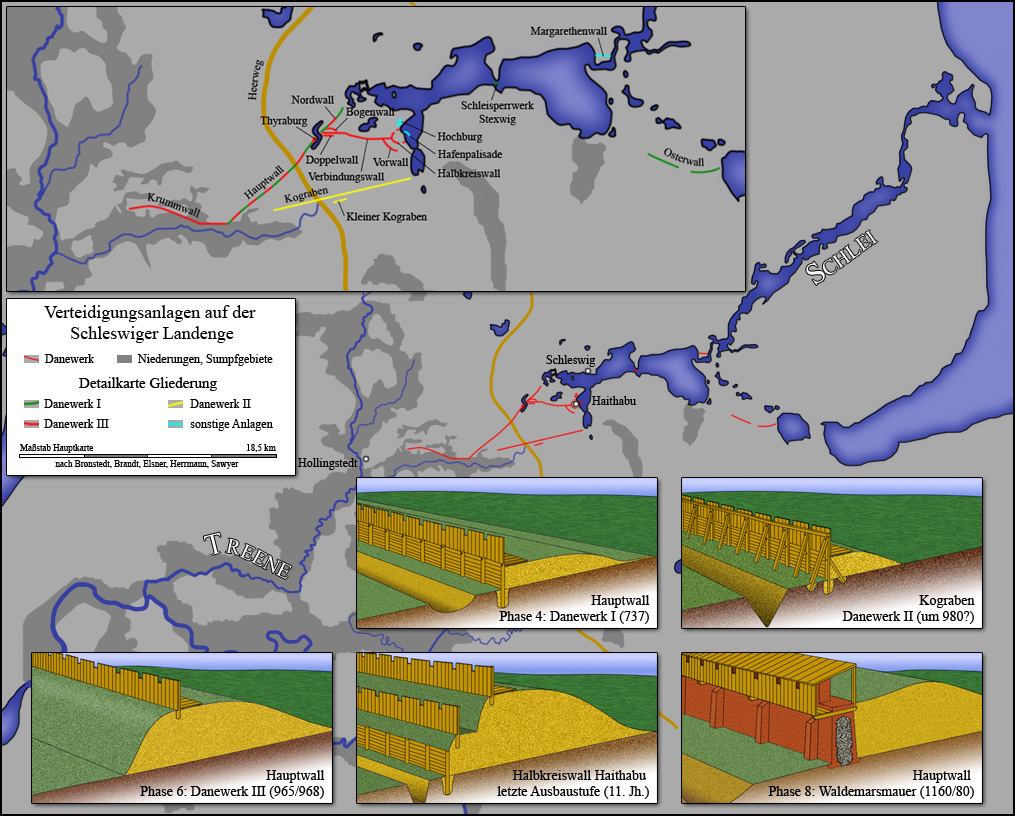 Margarethenwall
Heerweg
Nordwall
Bogenwall
Thyraburg
Schleisperrwerk
Stexwig
Hochburg
Hafenpalisade
Doppelwall
Vorwall
Halbkreiswall
Verbindungswall
Osterwall
Hauptwall
Kograben
Krummwall
Kleiner Kograben
SCHLEI
Verteidigungsanlagen auf der
Schleswiger Landenge
Danewerk
Niederungen, Sumpfgebiete
Detailkarte Gliederung
Danewerk I
Danewerk II
Danewerk III
sonstige Anlagen
Maßstab Hauptkarte
18,5 km
nach Brønstedt, Brandt, Elsner, Herrmann, Sawyer
Schleswig
Haithabu
Hollingstedt
TREENE
Hauptwall
Phase 4: Danewerk I (737)
Kograben
Danewerk II (um 980?)
Hauptwall
Phase 6: Danewerk III (965/968)
Halbkreiswall Haithabu
letzte Ausbaustufe (11. Jh.)
Hauptwall
Phase 8: Waldemarsmauer (1160/80)